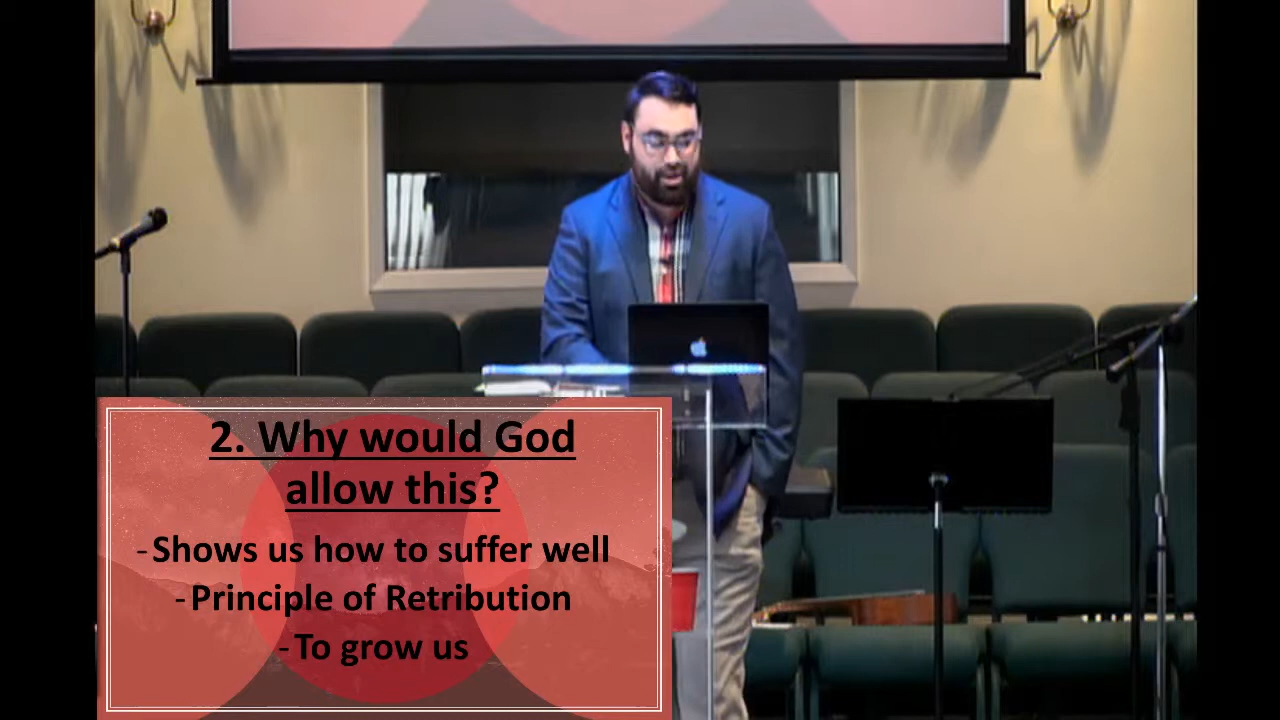 2. Why would God
allow this?
-Shows us how to suffer well
-Principle of Retribution
-To grow us